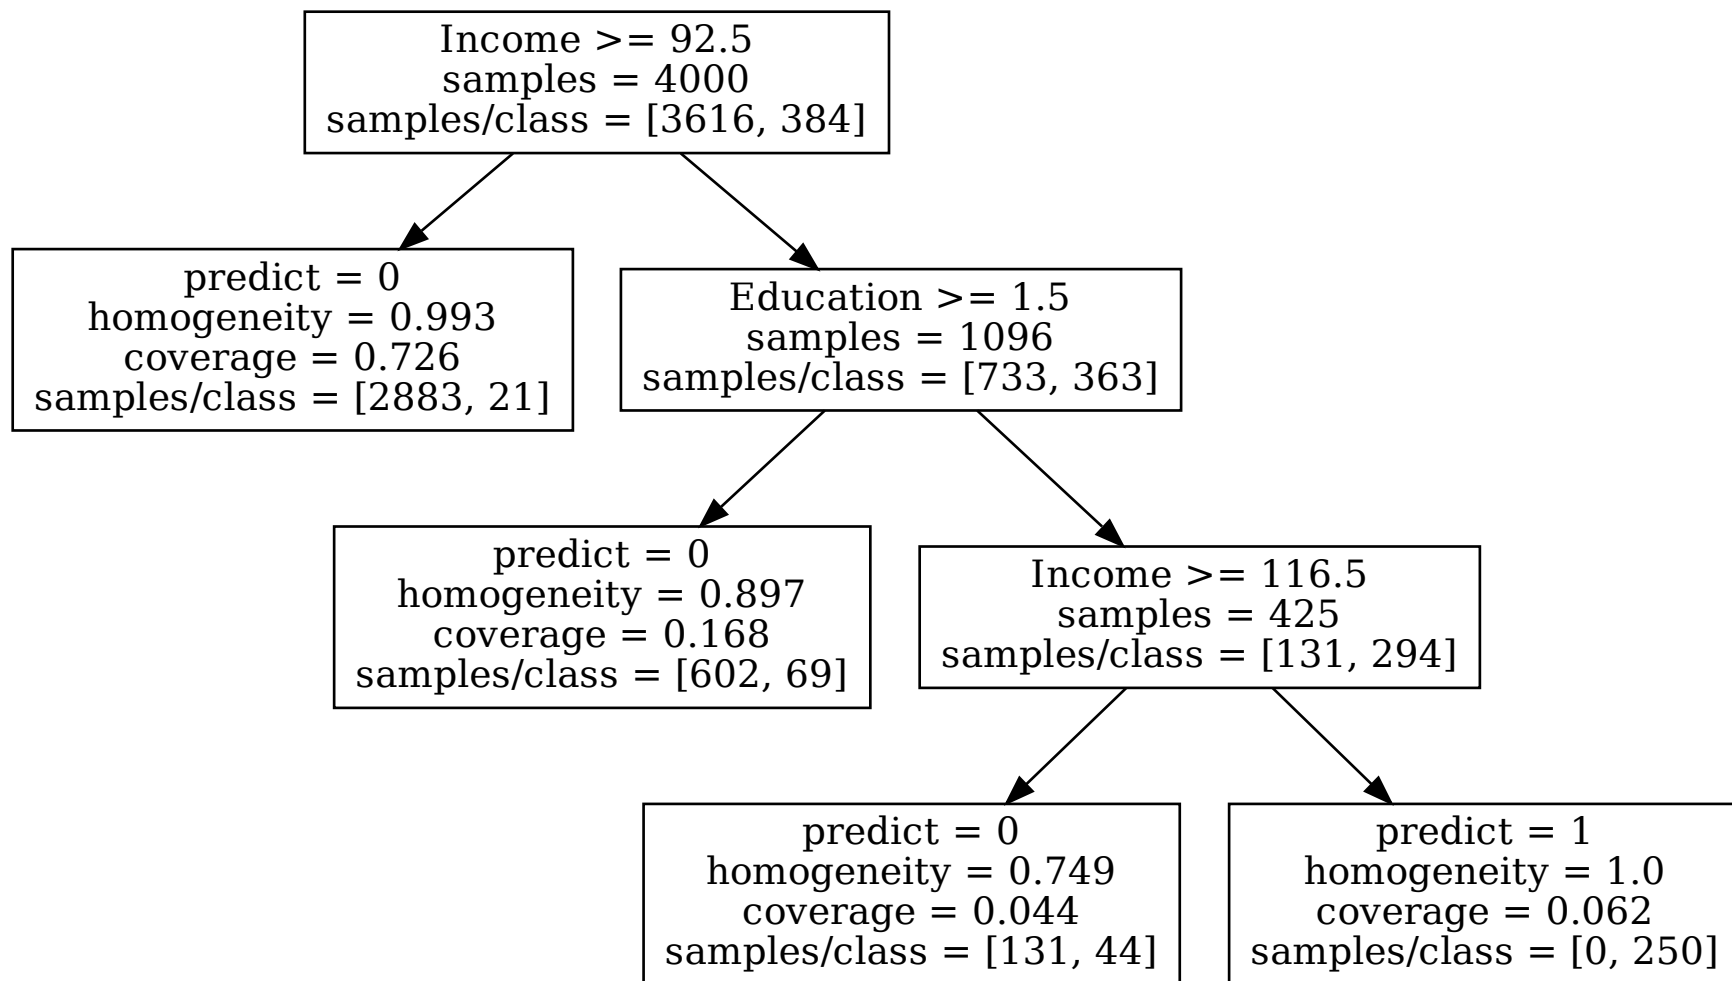 Income >= 92.5
samples = 4000
samples/class = [3616, 384]
predict = 0
homogeneity = 0.993
coverage = 0.726
samples/class = [2883, 21]
Education >= 1.5
samples = 1096
samples/class = [733, 363]
predict = 0
homogeneity = 0.897
coverage = 0.168
samples/class = [602, 69]
Income >= 116.5
samples = 425
samples/class = [131, 294]
predict = 0
homogeneity = 0.749
coverage = 0.044
samples/class = [131, 44]
predict = 1
homogeneity = 1.0
coverage = 0.062
samples/class = [0, 250]